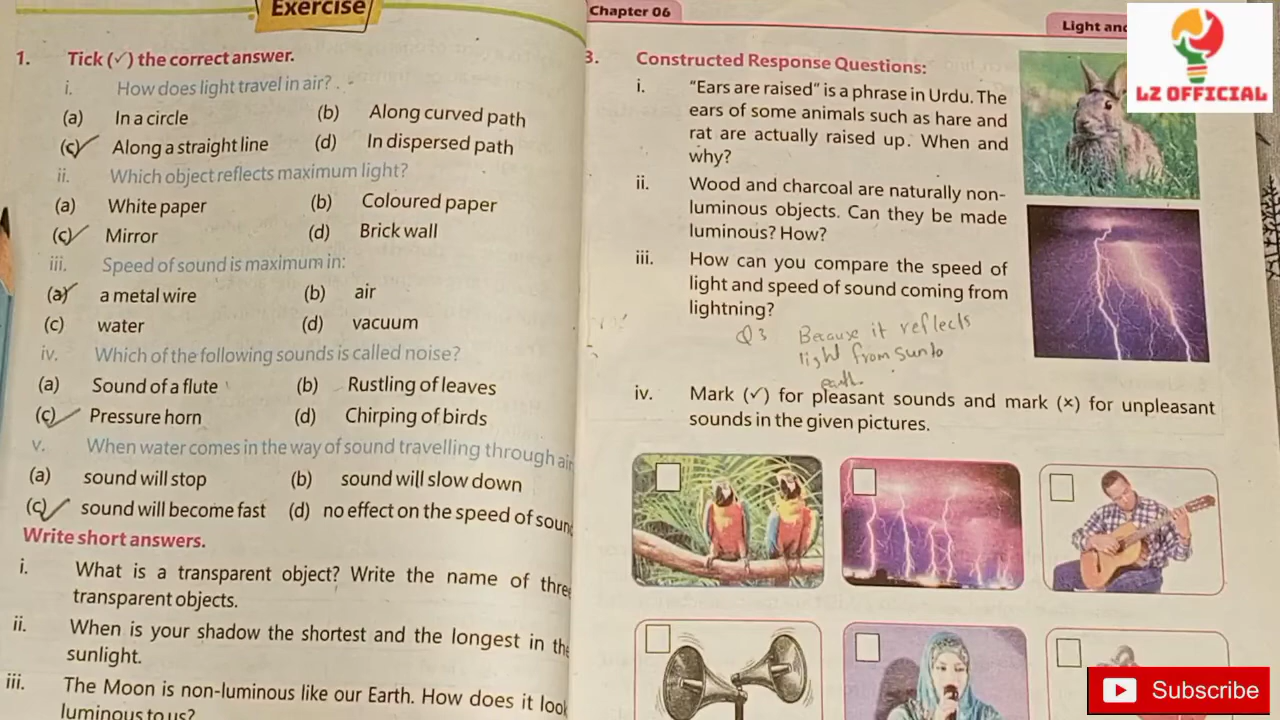 Exercise
1. Tick (✓) the correct answer.
i. How does light travel in air?
(a) In a circle (b) Along curved path
(c) Along a straight line (d) In dispersed path
ii. Which object reflects maximum light?
(a) White paper (b) Coloured paper
(c) Mirror (d) Brick wall
iii. Speed of sound is maximum in:
(a) a metal wire (b) air
(c) water (d) vacuum
iv. Which of the following sounds is called noise?
(a) Sound of a flute (b) Rustling of leaves
(c) Pressure horn (d) Chirping of birds
v. When water comes in the way of sound travelling through air
(a) sound will stop (b) sound will slow down
(c) sound will become fast (d) no effect on the speed of soun
Write short answers.
i. What is a transparent object? Write the name of three
transparent objects.
ii. When is your shadow the shortest and the longest in the
sunlight.
iii. The Moon is non-luminous like our Earth. How does it look
luminous to us?
Chapter 06
Light and
3. Constructed Response Questions:
i. "Ears are raised" is a phrase in Urdu. The
ears of some animals such as hare and
rat are actually raised up. When and
why?
ii. Wood and charcoal are naturally non-
luminous objects. Can they be made
luminous? How?
iii. How can you compare the speed of
light and speed of sound coming from
lightning?
Q3 Because it reflects
light from sun to
earth.
iv. Mark (✓) for pleasant sounds and mark (×) for unpleasant
sounds in the given pictures.
LZ OFFICIAL
Subscribe